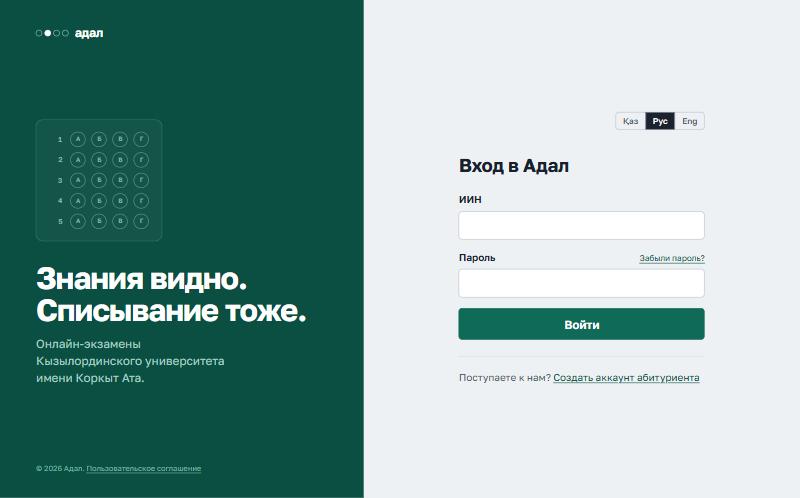 адал
1 А Б В Г
2 А Б В Г
3 А Б В Г
4 А Б В Г
5 А Б В Г
Знания видно.
Списывание тоже.
Онлайн-экзамены
Кызылординского университета
имени Коркыт Ата.
© 2026 Адал. Пользовательское соглашение
Қаз Рус Eng
Вход в Адал
ИИН
Пароль Забыли пароль?
Войти
Поступаете к нам? Создать аккаунт абитуриента